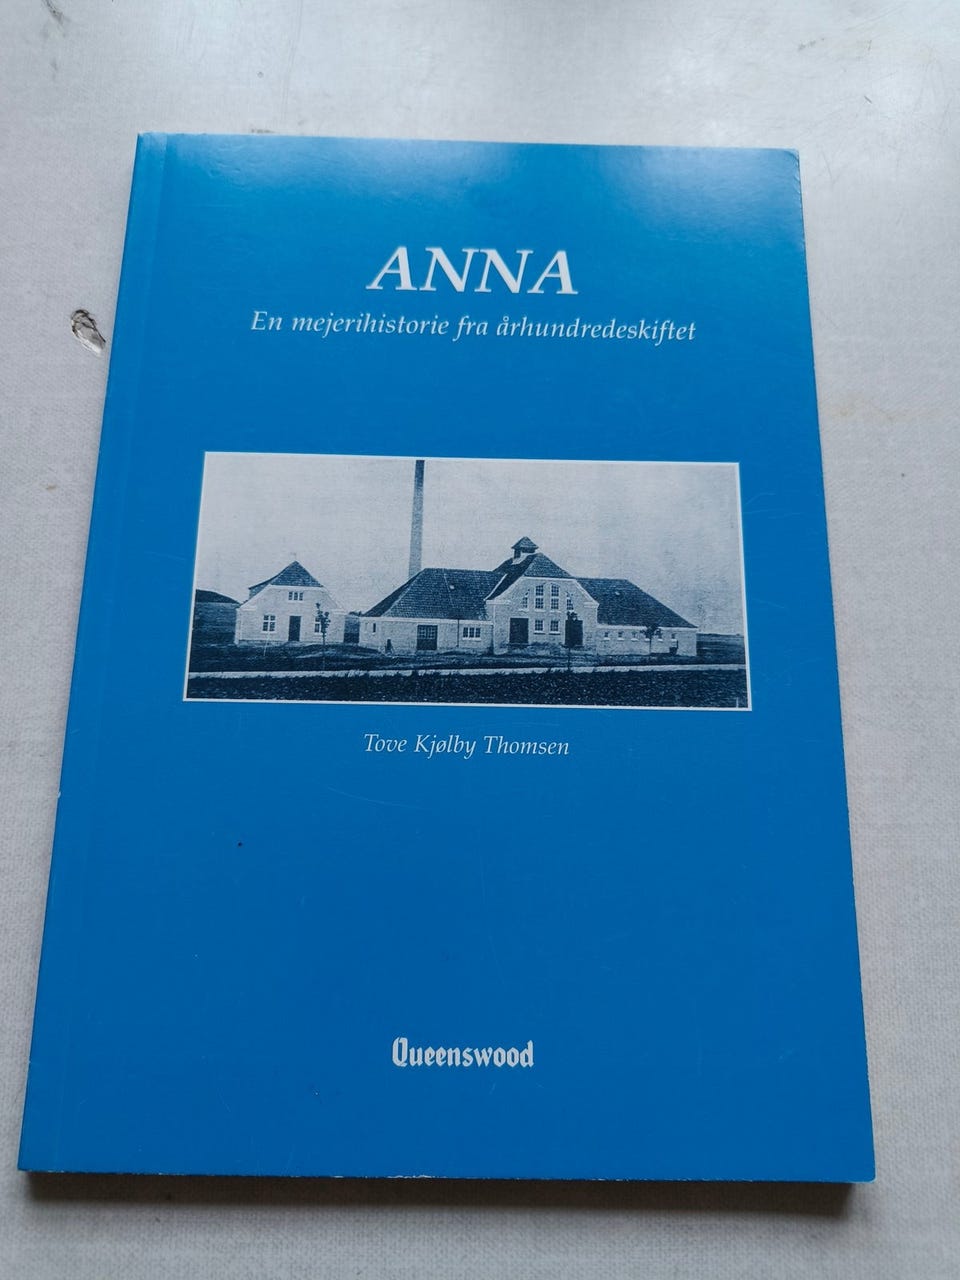 ANNA
En mejerihistorie fra århundredeskiftet
Tove Kjølby Thomsen
Queenswood